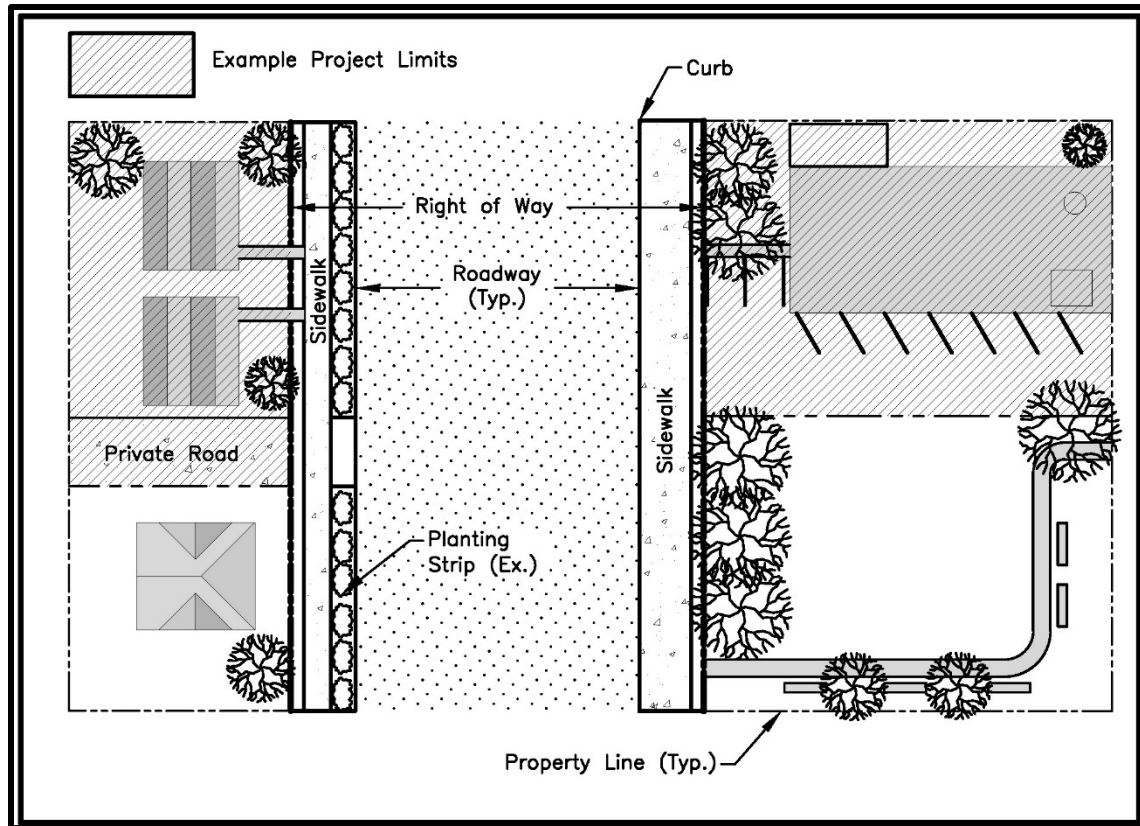 Example Project Limits
Curb
Right of Way
Roadway
(Typ.)
Sidewalk
Sidewalk
Private Road
Planting
Strip (Ex.)
Property Line (Typ.)